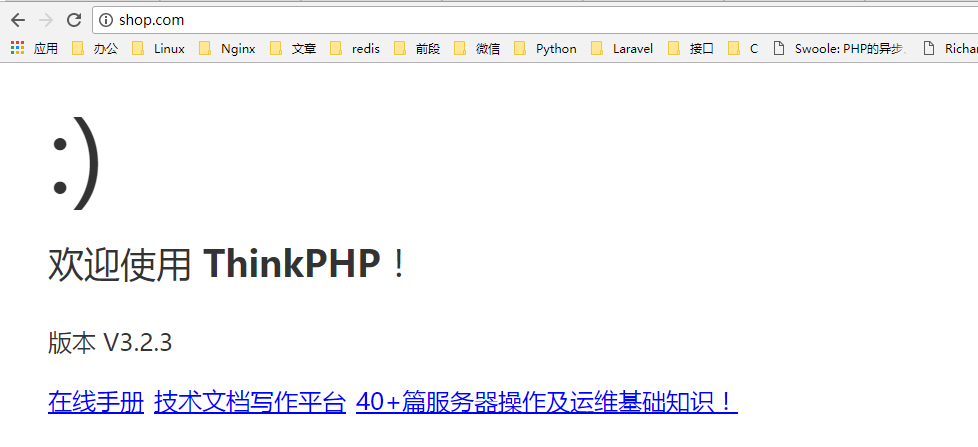 shop.com
应用 办公 Linux Nginx 文章 redis 前段 微信 Python Laravel 接口 C Swoole: PHP的异步 Richar
:)
欢迎使用 ThinkPHP！
版本 V3.2.3
在线手册 技术文档写作平台 40+篇服务器操作及运维基础知识！